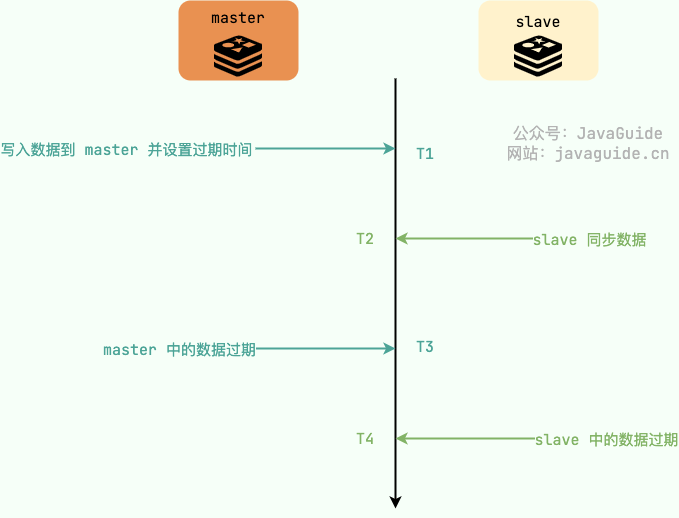 master
slave
公众号：JavaGuide
网站：javaguide.cn
写入数据到 master 并设置过期时间
T1
T2
slave 同步数据
master 中的数据过期
T3
T4
slave 中的数据过期